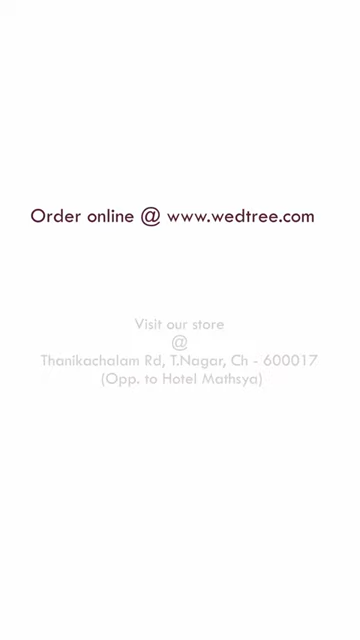 Order online @ www.wedtree.com
Visit our store
@
Thanikachalam Rd, T.Nagar, Ch - 600017
(Opp. to Hotel Mathsya)